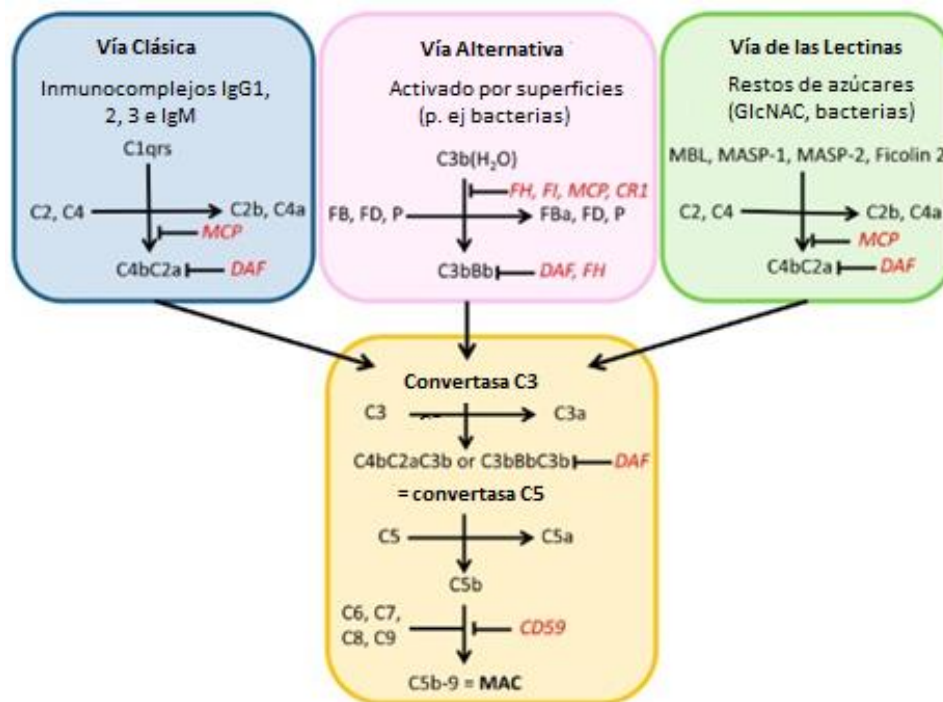 Vía Clásica
Inmunocomplejos IgG1,
2, 3 e IgM
C1qrs
C2, C4
C2b, C4a
MCP
C4bC2a
DAF
Vía Alternativa
Activado por superficies
(p. ej bacterias)
C3b(H₂O)
FH, FI, MCP, CR1
FB, FD, P
FBa, FD, P
C3bBb
DAF, FH
Vía de las Lectinas
Restos de azúcares
(GlcNAC, bacterias)
MBL, MASP-1, MASP-2, Ficolin 2
C2, C4
C2b, C4a
MCP
C4bC2a
DAF
Convertasa C3
C3
C3a
C4bC2aC3b or C3bBbC3b
DAF
= convertasa C5
C5
C5a
C5b
C6, C7,
C8, C9
CD59
C5b-9 = MAC